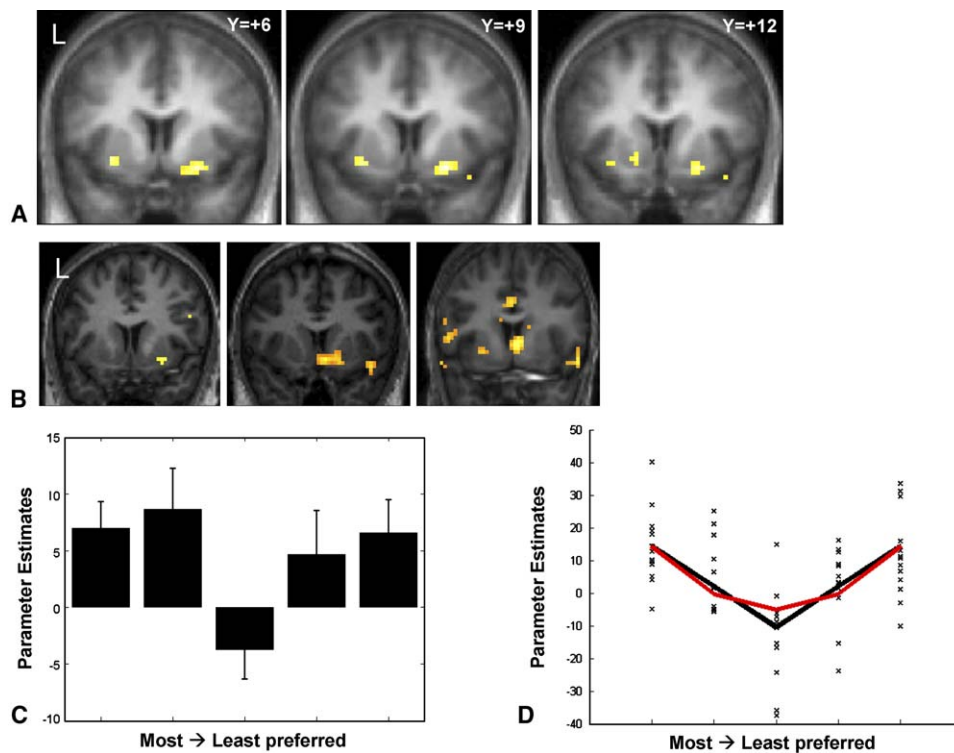 L
Y=+6
Y=+9
Y=+12
A
L
B
15
10
5
0
-5
-10
Parameter Estimates
Most → Least preferred
C
50
40
30
20
10
0
-10
-20
-30
-40
Parameter Estimates
Most → Least preferred
D